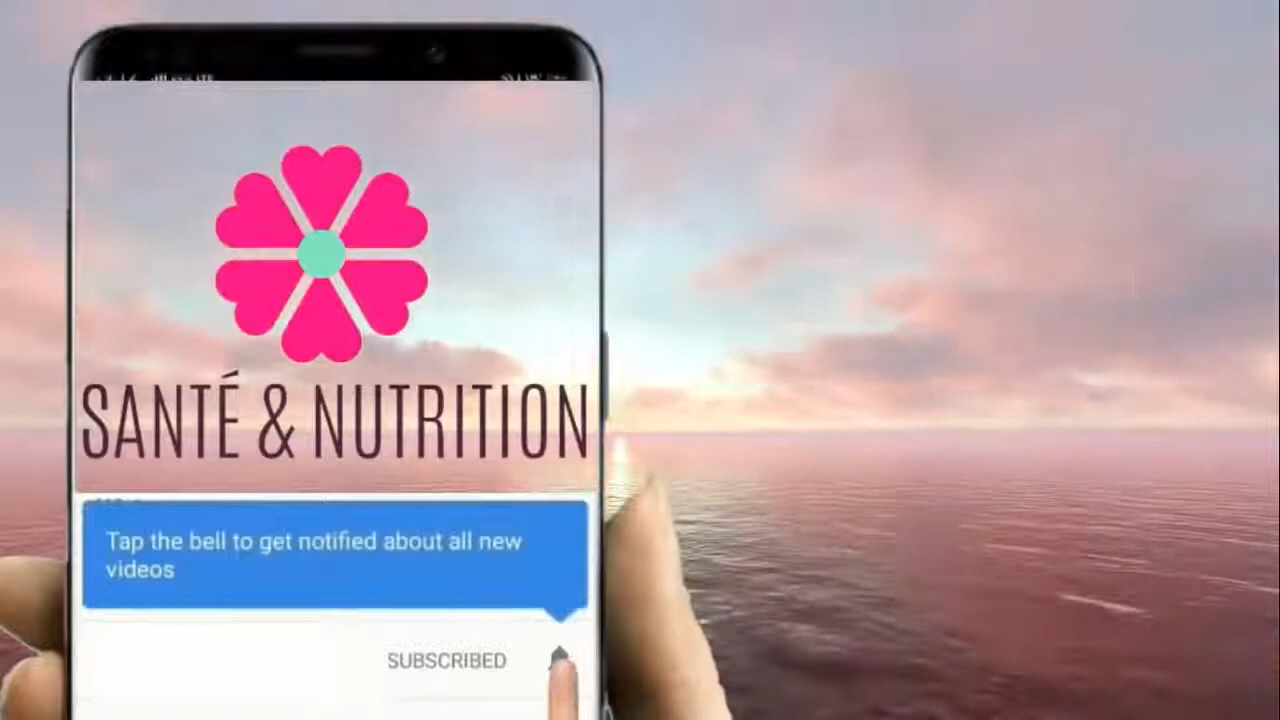 SANTÉ & NUTRITION
Tap the bell to get notified about all new
videos
SUBSCRIBED